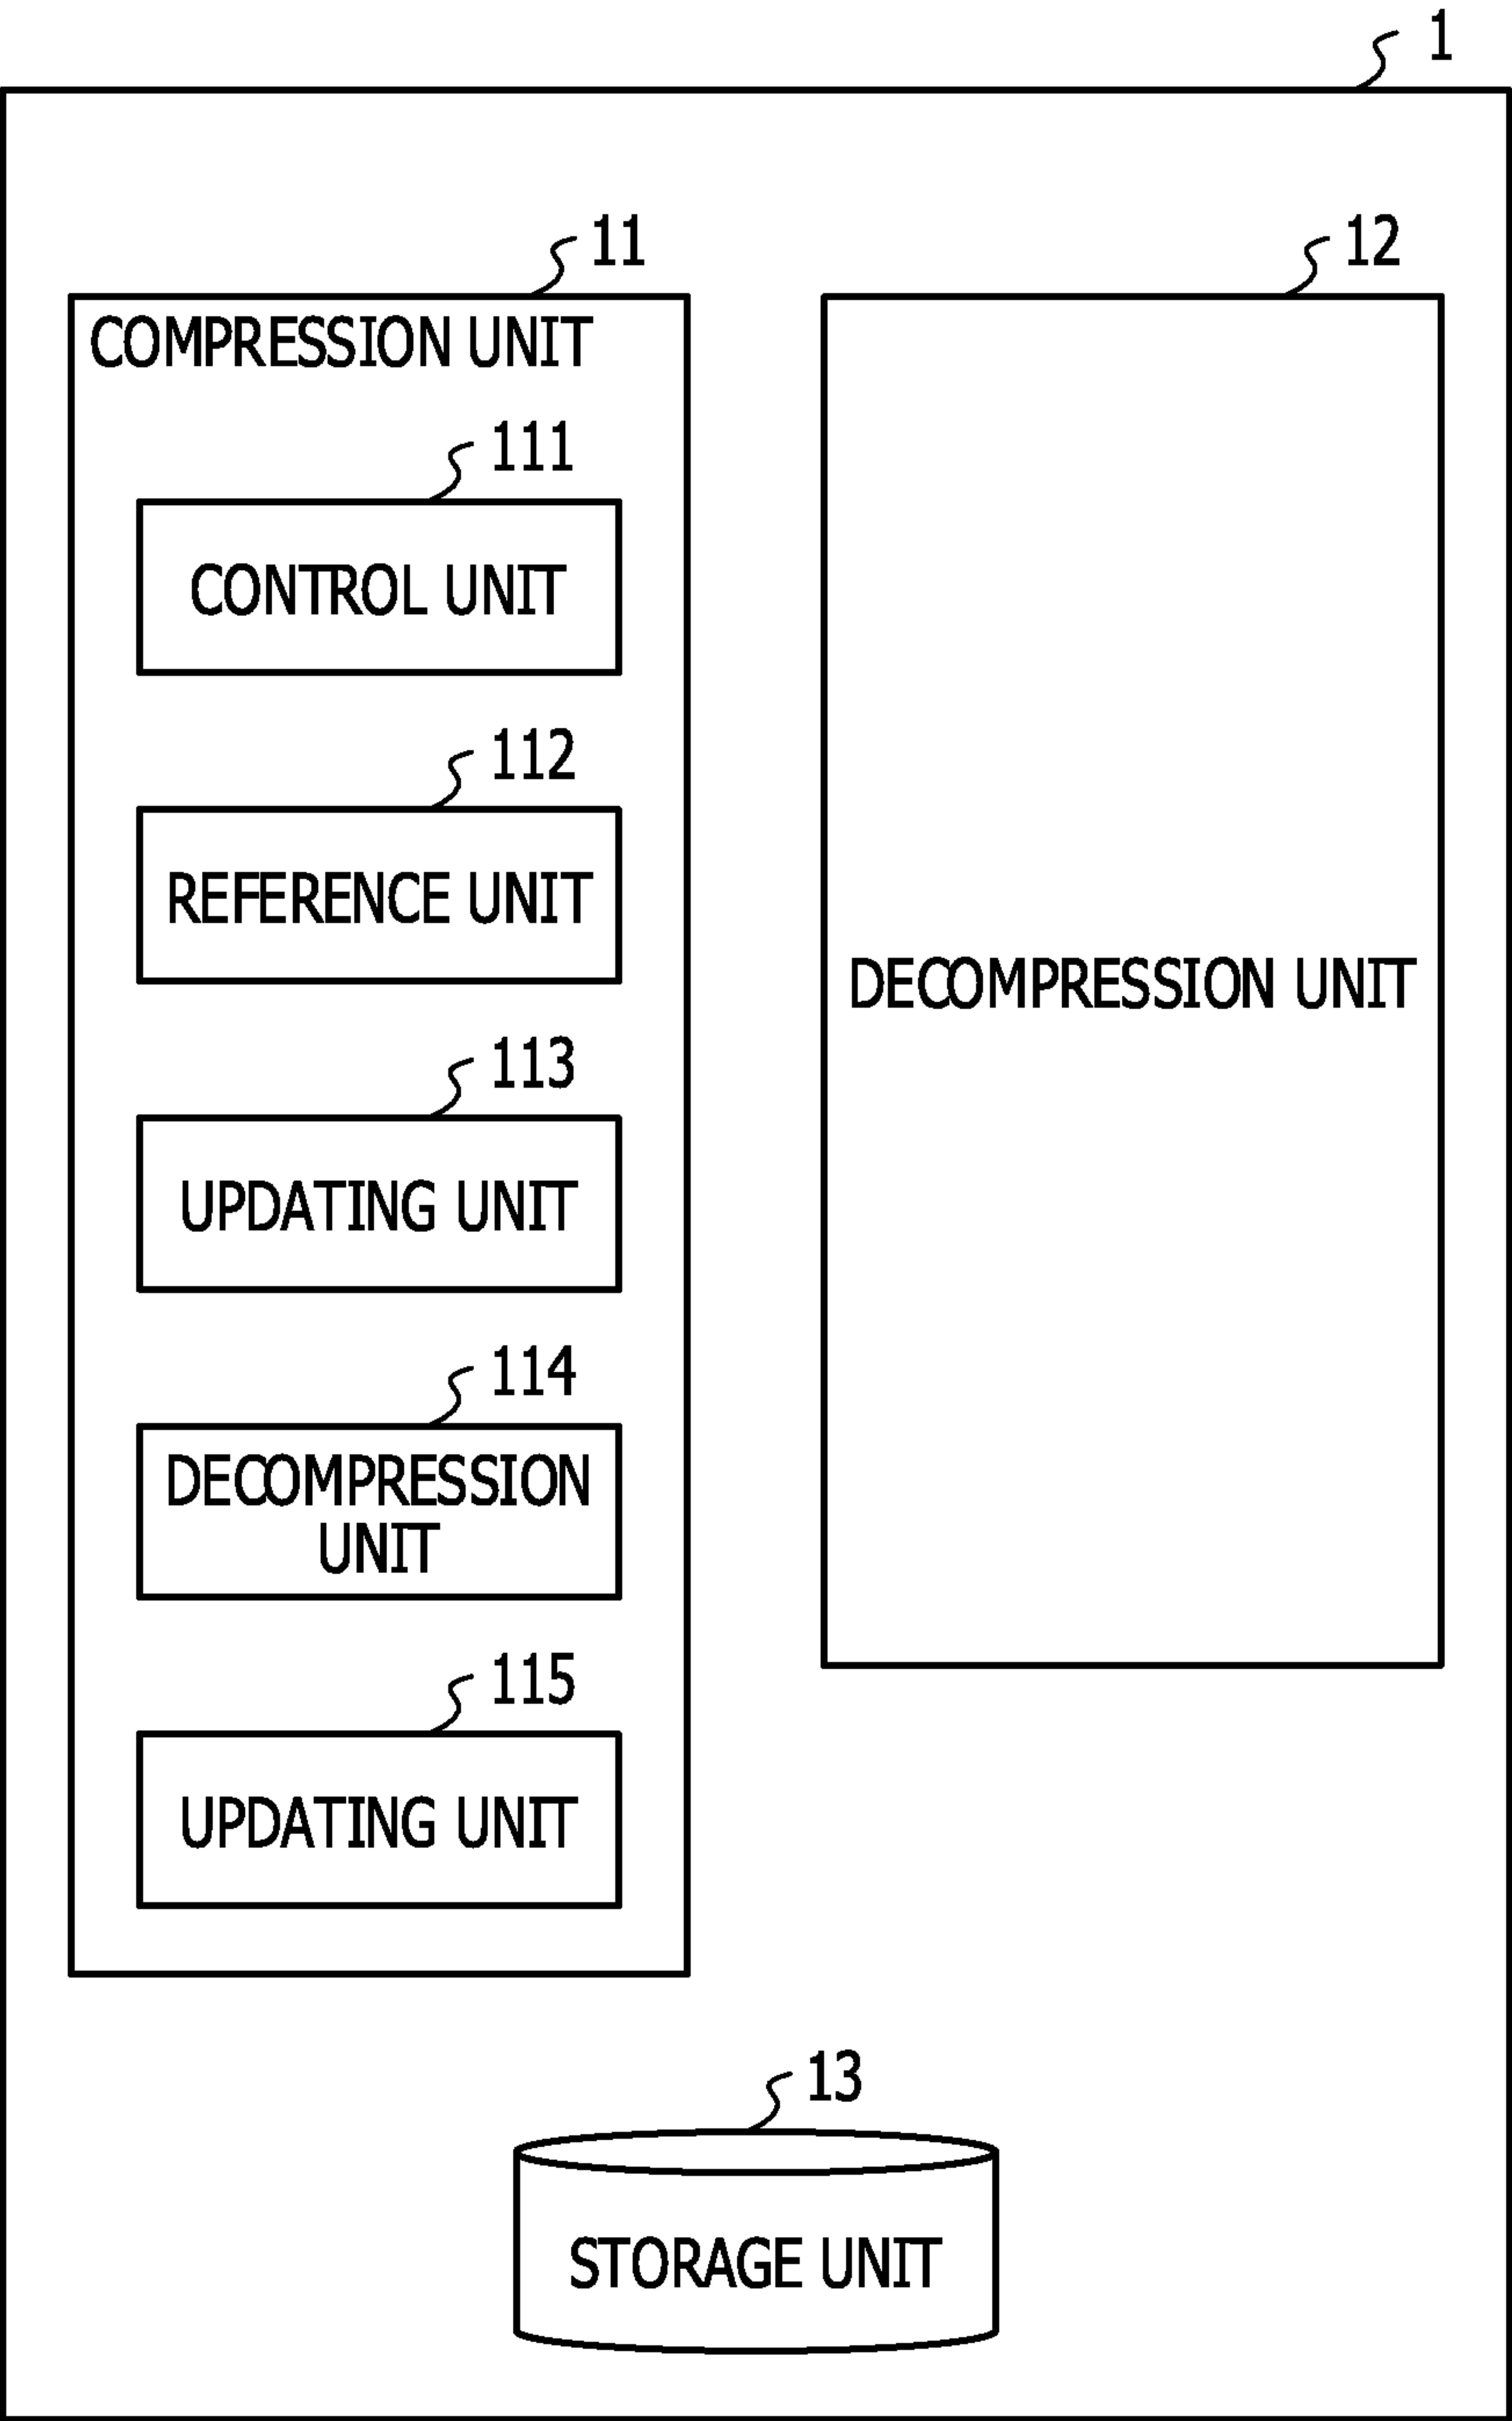 1
11
12
COMPRESSION UNIT
111
CONTROL UNIT
112
REFERENCE UNIT
113
UPDATING UNIT
114
DECOMPRESSION
UNIT
115
UPDATING UNIT
DECOMPRESSION UNIT
13
STORAGE UNIT